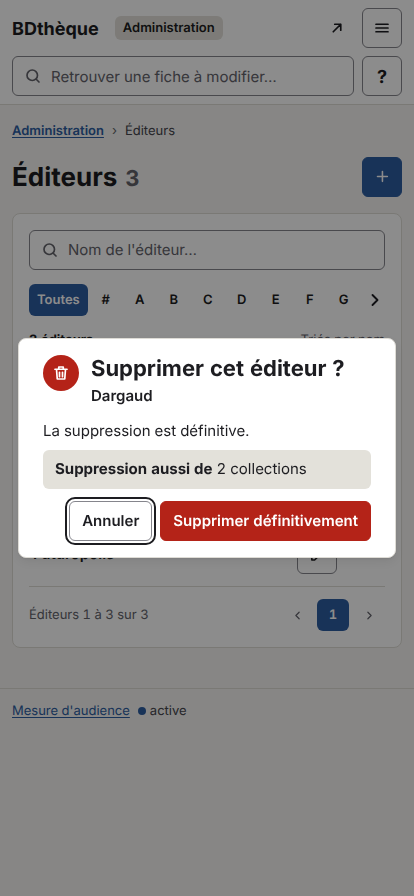 BDthèque Administration
Retrouver une fiche à modifier... ?
Administration › Éditeurs
Éditeurs 3
Nom de l'éditeur...
Toutes # A B C D E F G
Supprimer cet éditeur ?
Dargaud
La suppression est définitive.
Suppression aussi de 2 collections
Annuler Supprimer définitivement
Éditeurs 1 à 3 sur 3 ‹ 1 ›
Mesure d'audience active